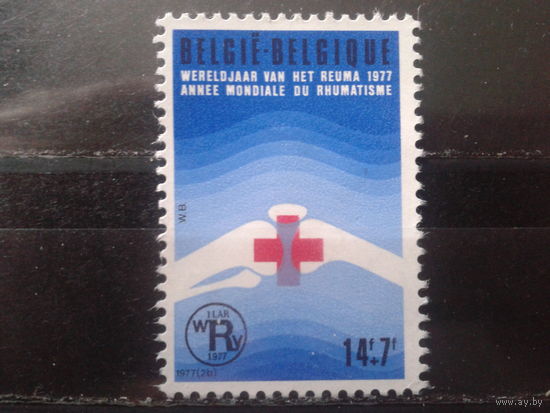 BELGIË-BELGIQUE
WERELDJAAR VAN HET REUMA 1977
ANNEE MONDIALE DU RHUMATISME
W.B.
ILAR
WRY
1977
1977(2b)
14F+7F
www.ay.by